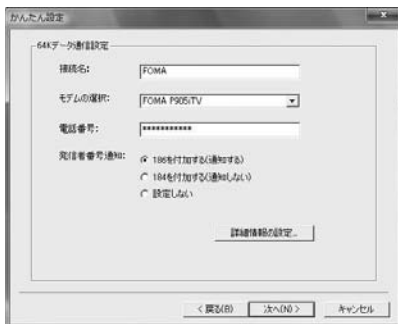 かんたん設定
64Kデータ通信設定
接続名: FOMA
モデムの選択: FOMA P905iTV
電話番号: ***********
発信者番号通知: 186を付加する(通知する)
184を付加する(通知しない)
設定しない
詳細情報の設定...
< 戻る(B) 次へ(N) > キャンセル